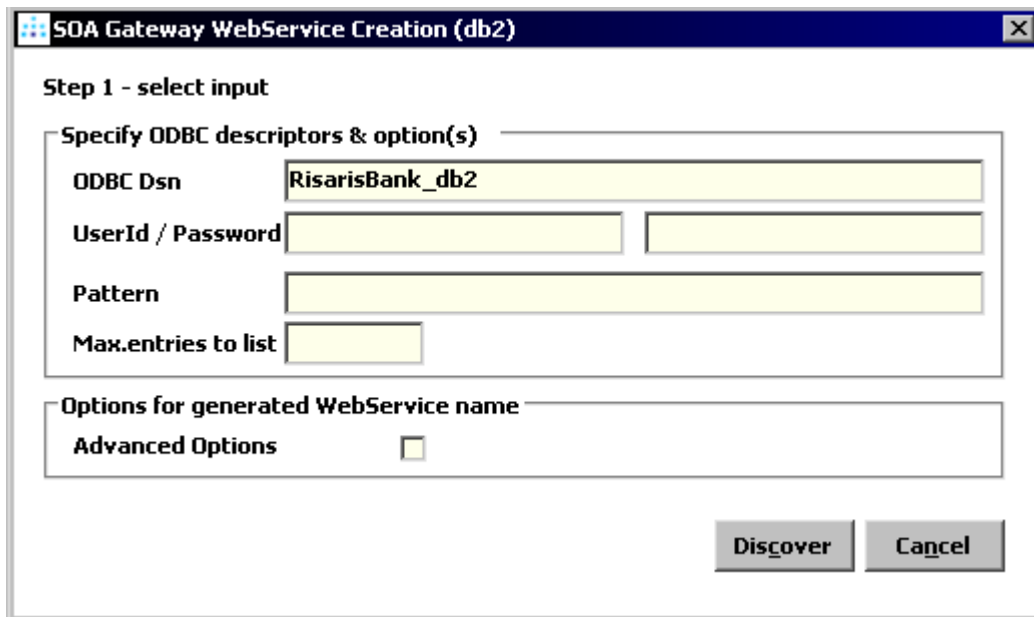 SOA Gateway WebService Creation (db2)
Step 1 - select input
Specify ODBC descriptors & option(s)
ODBC Dsn RisarisBank_db2
UserId / Password
Pattern
Max.entries to list
Options for generated WebService name
Advanced Options
Discover Cancel